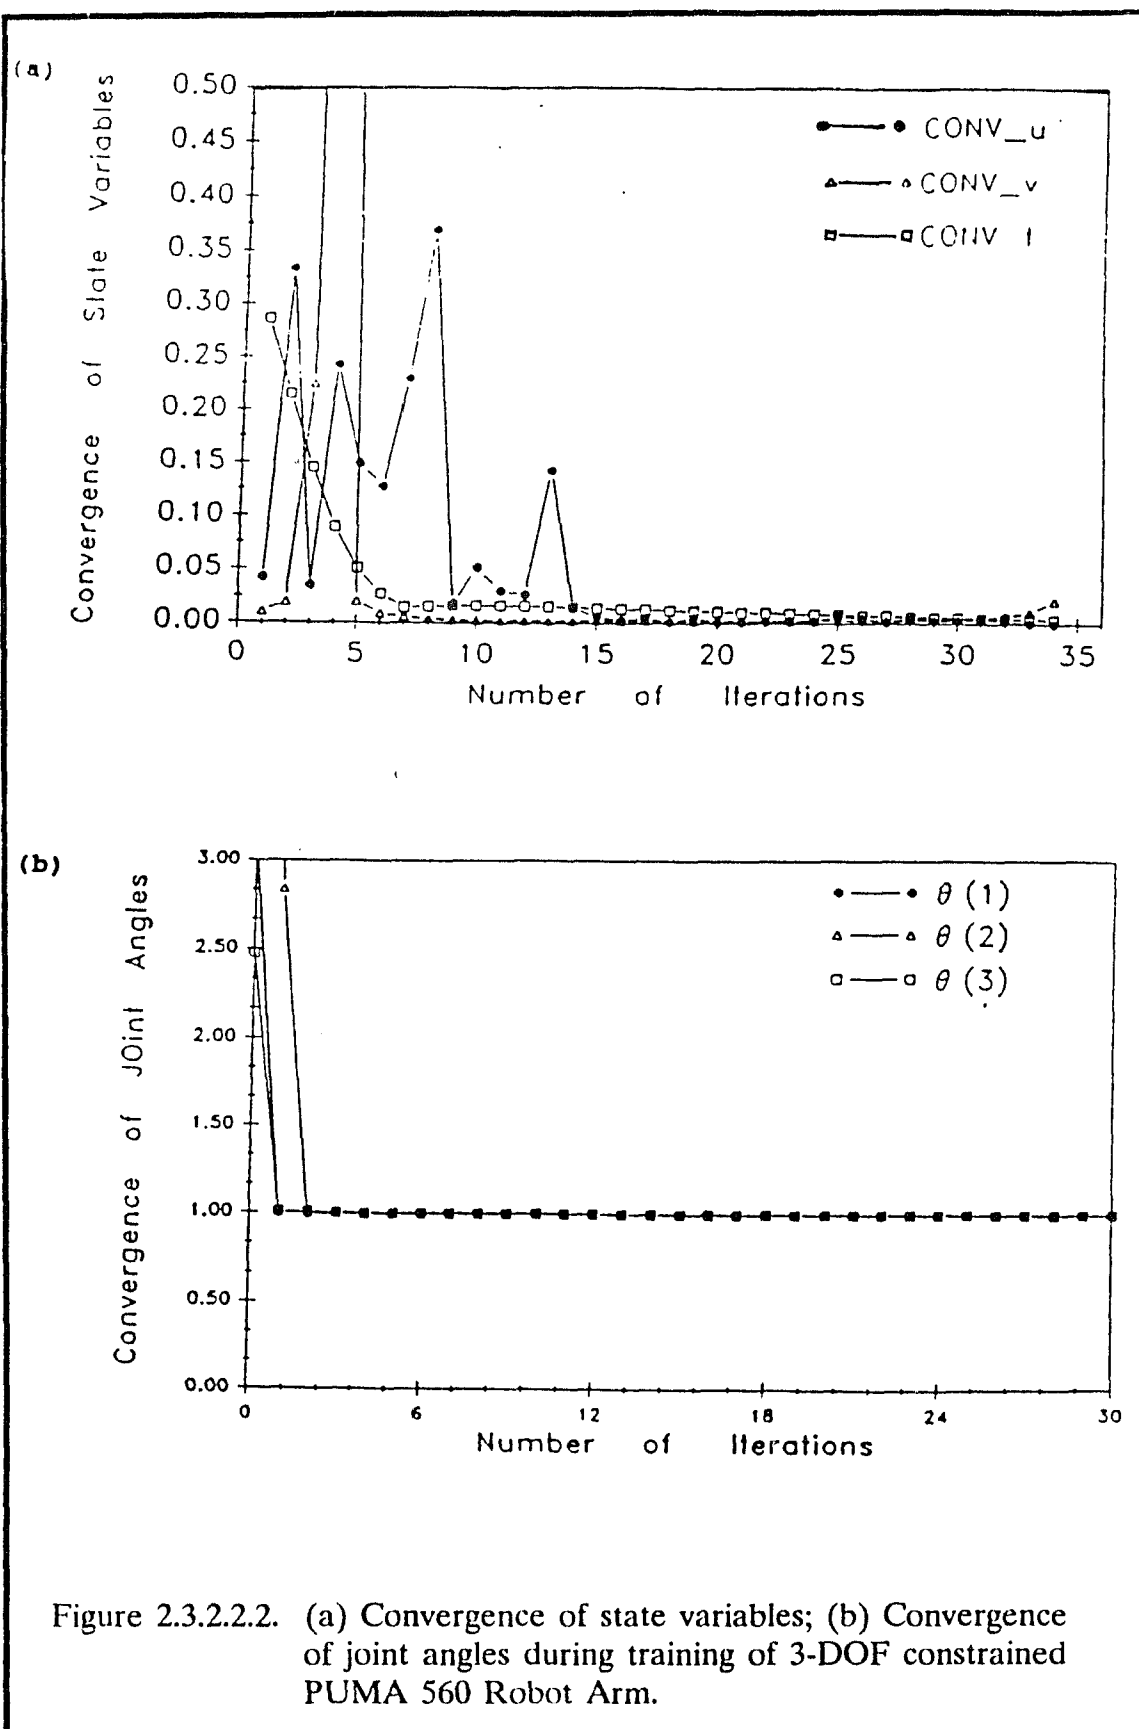 (a)
Convergence of State Variables
0.50
0.45
0.40
0.35
0.30
0.25
0.20
0.15
0.10
0.05
0.00
0 5 10 15 20 25 30 35
Number of Iterations
CONV_u
CONV_v
CONV t
(b)
Convergence of JOint Angles
3.00
2.50
2.00
1.50
1.00
0.50
0.00
0 6 12 18 24 30
Number of Iterations
θ (1)
θ (2)
θ (3)
Figure 2.3.2.2.2. (a) Convergence of state variables; (b) Convergence
of joint angles during training of 3-DOF constrained
PUMA 560 Robot Arm.